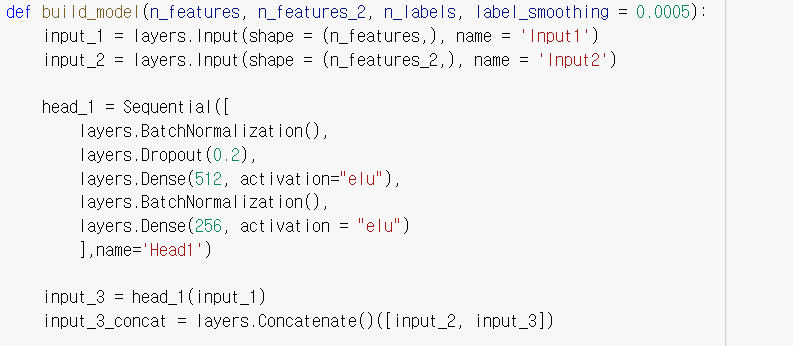 def build_model(n_features, n_features_2, n_labels, label_smoothing = 0.0005):
    input_1 = layers.Input(shape = (n_features,), name = 'Input1')
    input_2 = layers.Input(shape = (n_features_2,), name = 'Input2')

    head_1 = Sequential([
        layers.BatchNormalization(),
        layers.Dropout(0.2),
        layers.Dense(512, activation="elu"),
        layers.BatchNormalization(),
        layers.Dense(256, activation = "elu")
        ],name='Head1')

    input_3 = head_1(input_1)
    input_3_concat = layers.Concatenate()([input_2, input_3])